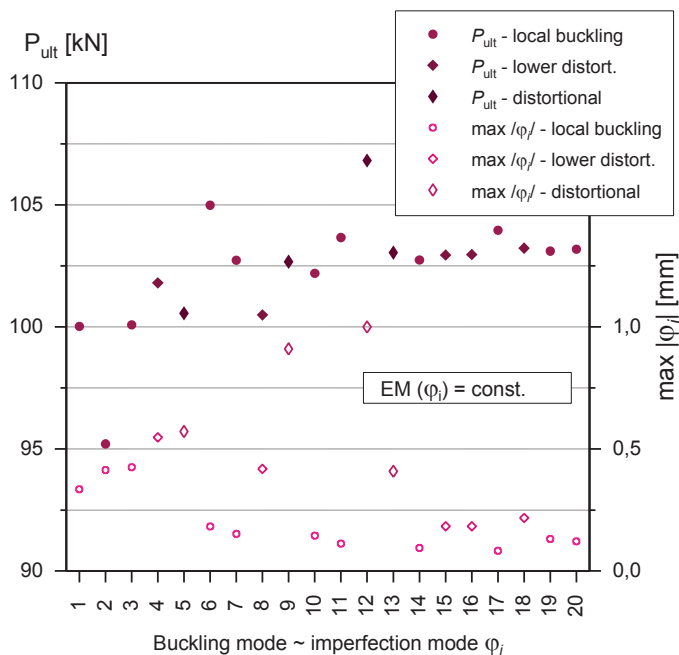 P_ult [kN]
P_ult - local buckling
P_ult - lower distort.
P_ult - distortional
max /φ_i/ - local buckling
max /φ_i/ - lower distort.
max /φ_i/ - distortional
110
105
100
95
90
1,0
0,5
0,0
max |φ_i| [mm]
EM (φ_i) = const.
1 2 3 4 5 6 7 8 9 10 11 12 13 14 15 16 17 18 19 20
Buckling mode ~ imperfection mode φ_i